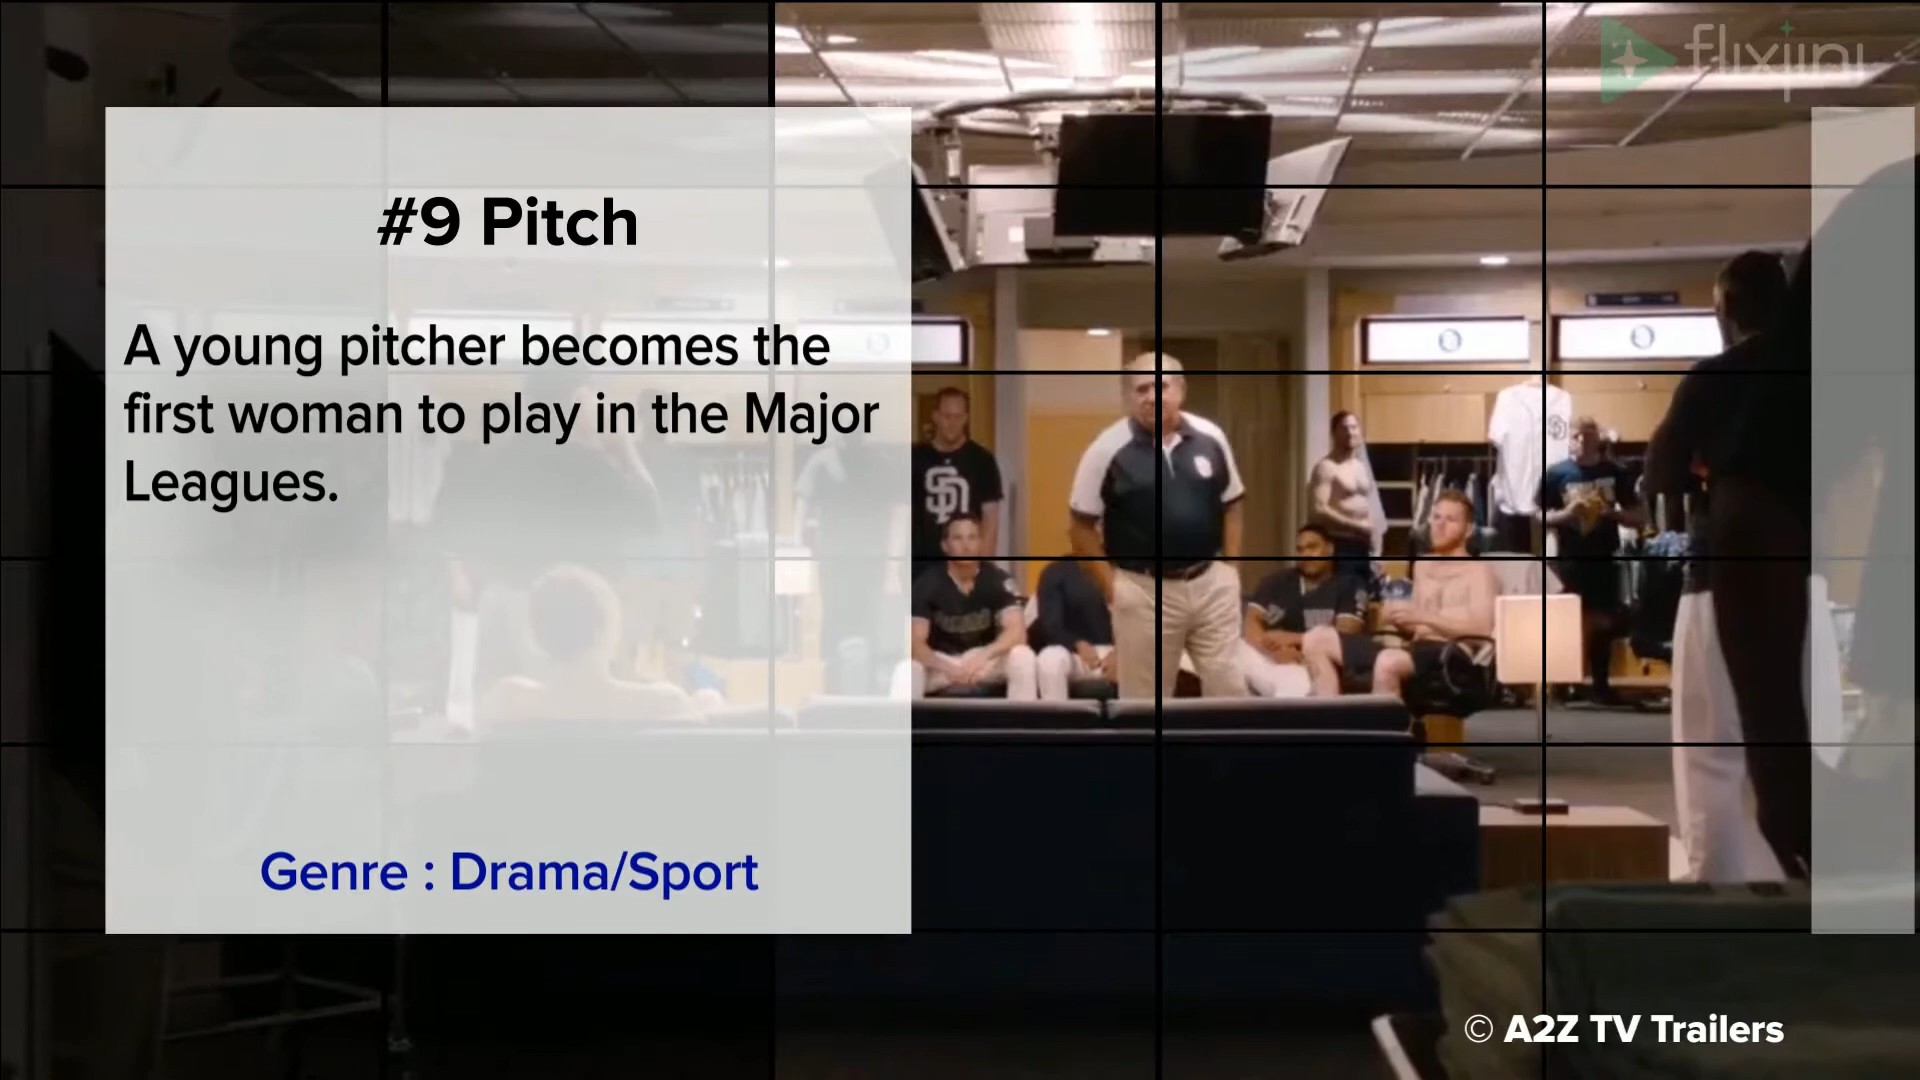 flixjini
#9 Pitch
A young pitcher becomes the
first woman to play in the Major
Leagues.
SD
Genre : Drama/Sport
© A2Z TV Trailers